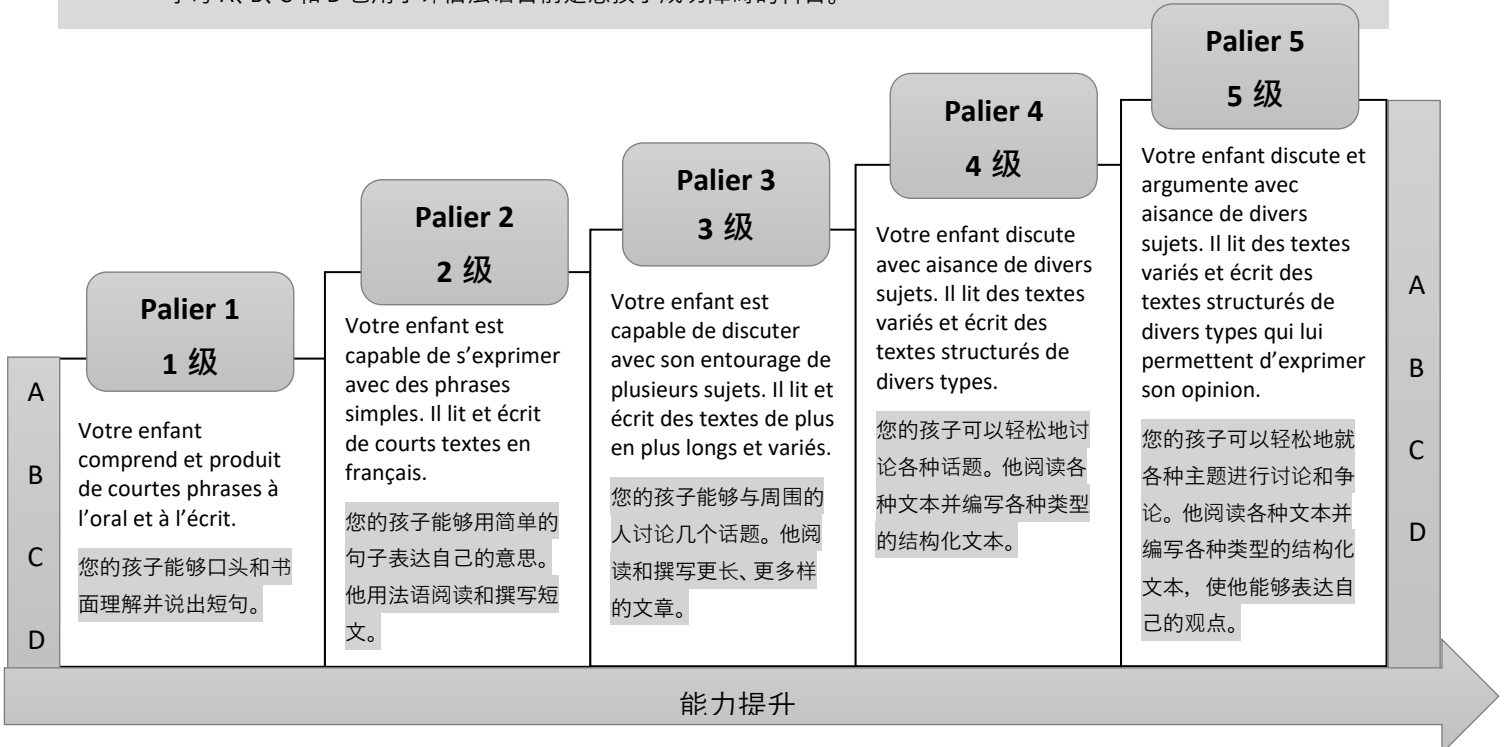 Palier 1
1 级
Votre enfant
comprend et produit
de courtes phrases à
l’oral et à l’écrit.
您的孩子能够口头和书
面理解并说出短句。
Palier 2
2 级
Votre enfant est
capable de s’exprimer
avec des phrases
simples. Il lit et écrit
de courts textes en
français.
您的孩子能够用简单的
句子表达自己的意思。
他用法语阅读和撰写短
文。
Palier 3
3 级
Votre enfant est
capable de discuter
avec son entourage de
plusieurs sujets. Il lit et
écrit des textes de plus
en plus longs et variés.
您的孩子能够与周围的
人讨论几个话题。他阅
读和撰写更长、更多样
的文章。
Palier 4
4 级
Votre enfant discute
avec aisance de divers
sujets. Il lit des textes
variés et écrit des
textes structurés de
divers types.
您的孩子可以轻松地讨
论各种话题。他阅读各
种文本并编写各种类型
的结构化文本。
Palier 5
5 级
Votre enfant discute et
argumente avec
aisance de divers
sujets. Il lit des textes
variés et écrit des
textes structurés de
divers types qui lui
permettent d’exprimer
son opinion.
您的孩子可以轻松地就
各种主题进行讨论和争
论。他阅读各种文本并
编写各种类型的结构化
文本，使他能够表达自
己的观点。
A
B
C
D
A
B
C
D
能力提升